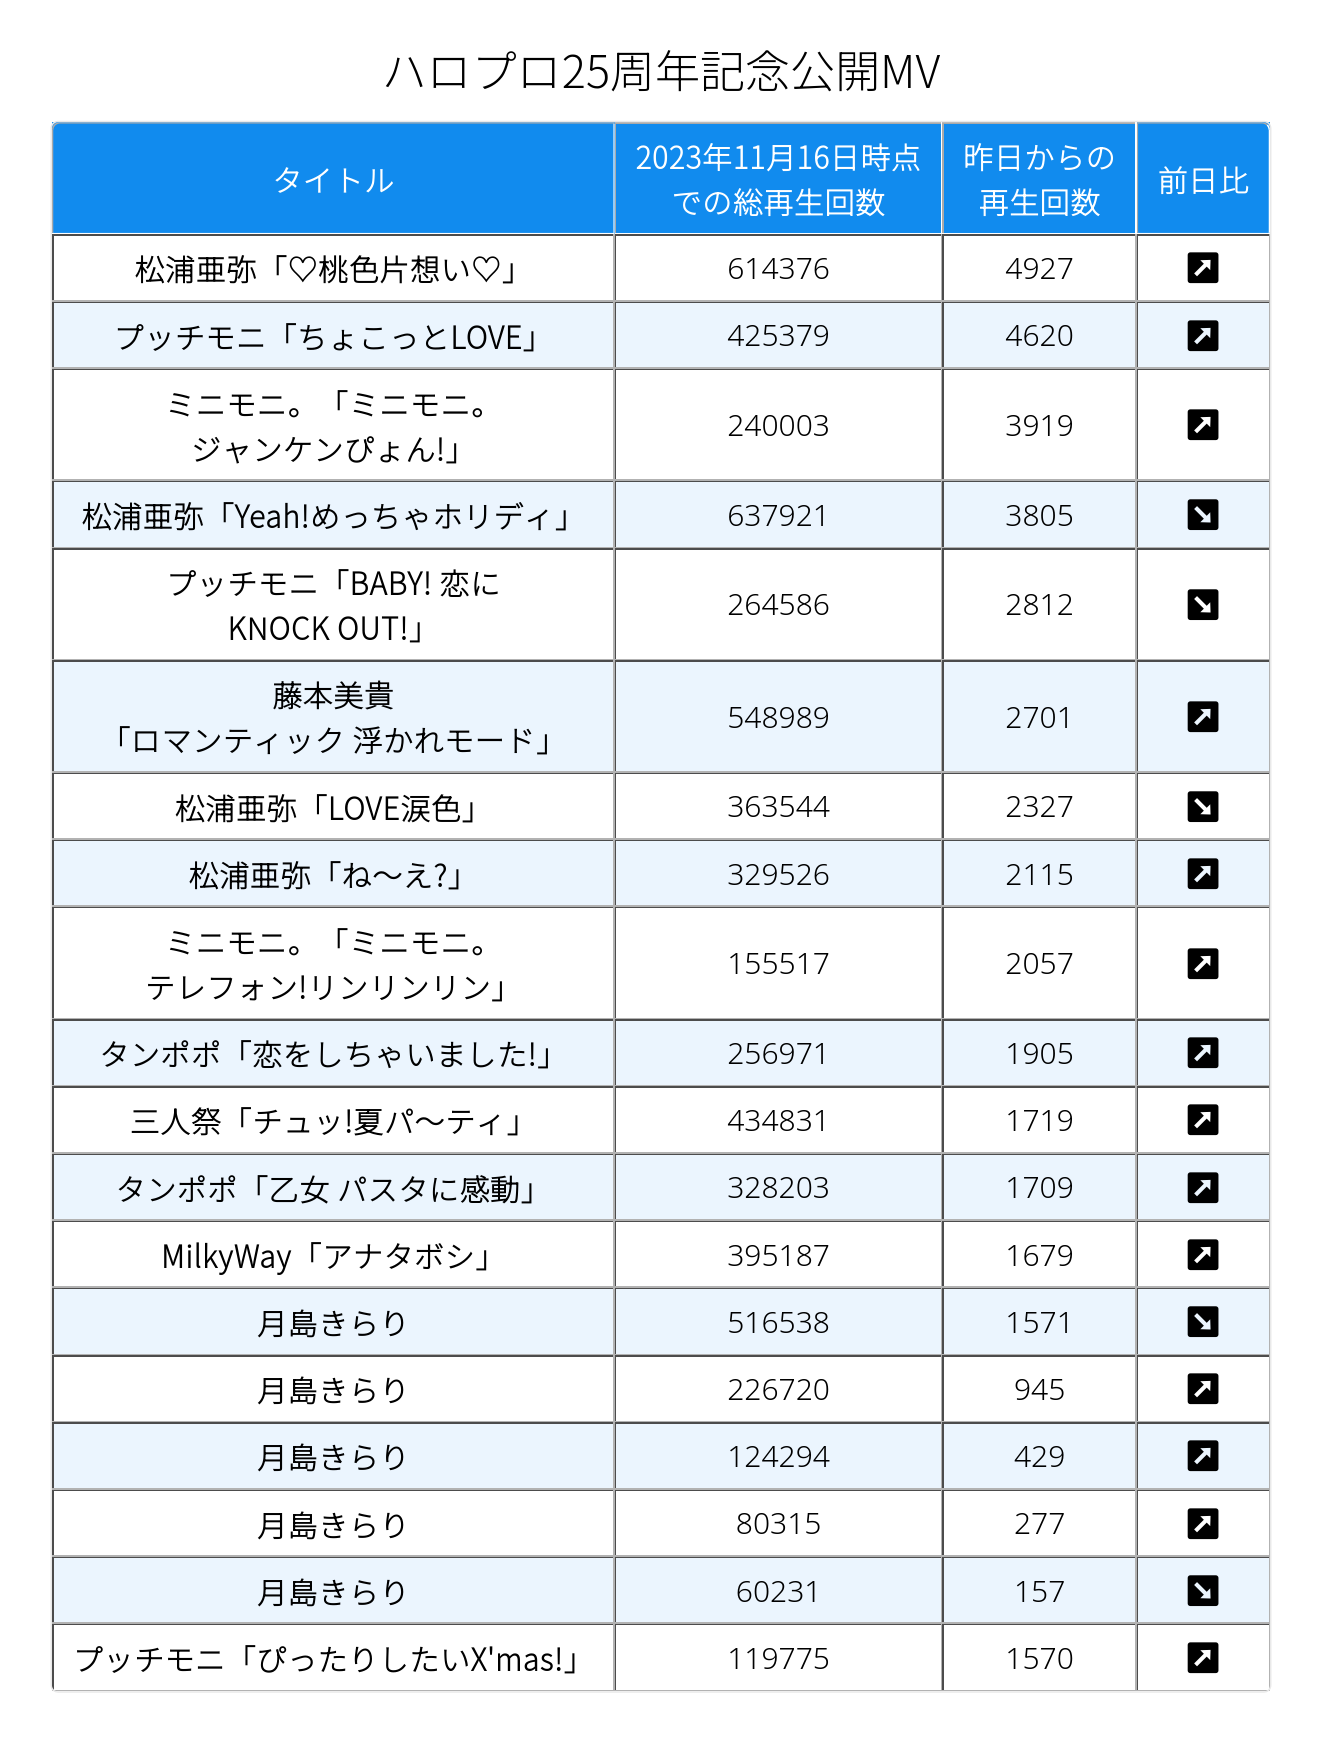 ハロプロ25周年記念公開MV
タイトル
2023年11月16日時点
での総再生回数
昨日からの
再生回数
前日比
松浦亜弥「♡桃色片想い♡」 614376 4927 ↗
プッチモニ「ちょこっとLOVE」 425379 4620 ↗
ミニモニ。「ミニモニ。
ジャンケンぴょん!」 240003 3919 ↗
松浦亜弥「Yeah!めっちゃホリディ」 637921 3805 ↘
プッチモニ「BABY! 恋に
KNOCK OUT!」 264586 2812 ↘
藤本美貴
「ロマンティック 浮かれモード」 548989 2701 ↗
松浦亜弥「LOVE涙色」 363544 2327 ↘
松浦亜弥「ね〜え?」 329526 2115 ↗
ミニモニ。「ミニモニ。
テレフォン!リンリンリン」 155517 2057 ↗
タンポポ「恋をしちゃいました!」 256971 1905 ↗
三人祭「チュッ!夏パ〜ティ」 434831 1719 ↗
タンポポ「乙女 パスタに感動」 328203 1709 ↗
MilkyWay「アナタボシ」 395187 1679 ↗
月島きらり 516538 1571 ↘
月島きらり 226720 945 ↗
月島きらり 124294 429 ↗
月島きらり 80315 277 ↗
月島きらり 60231 157 ↘
プッチモニ「ぴったりしたいX'mas!」 119775 1570 ↗